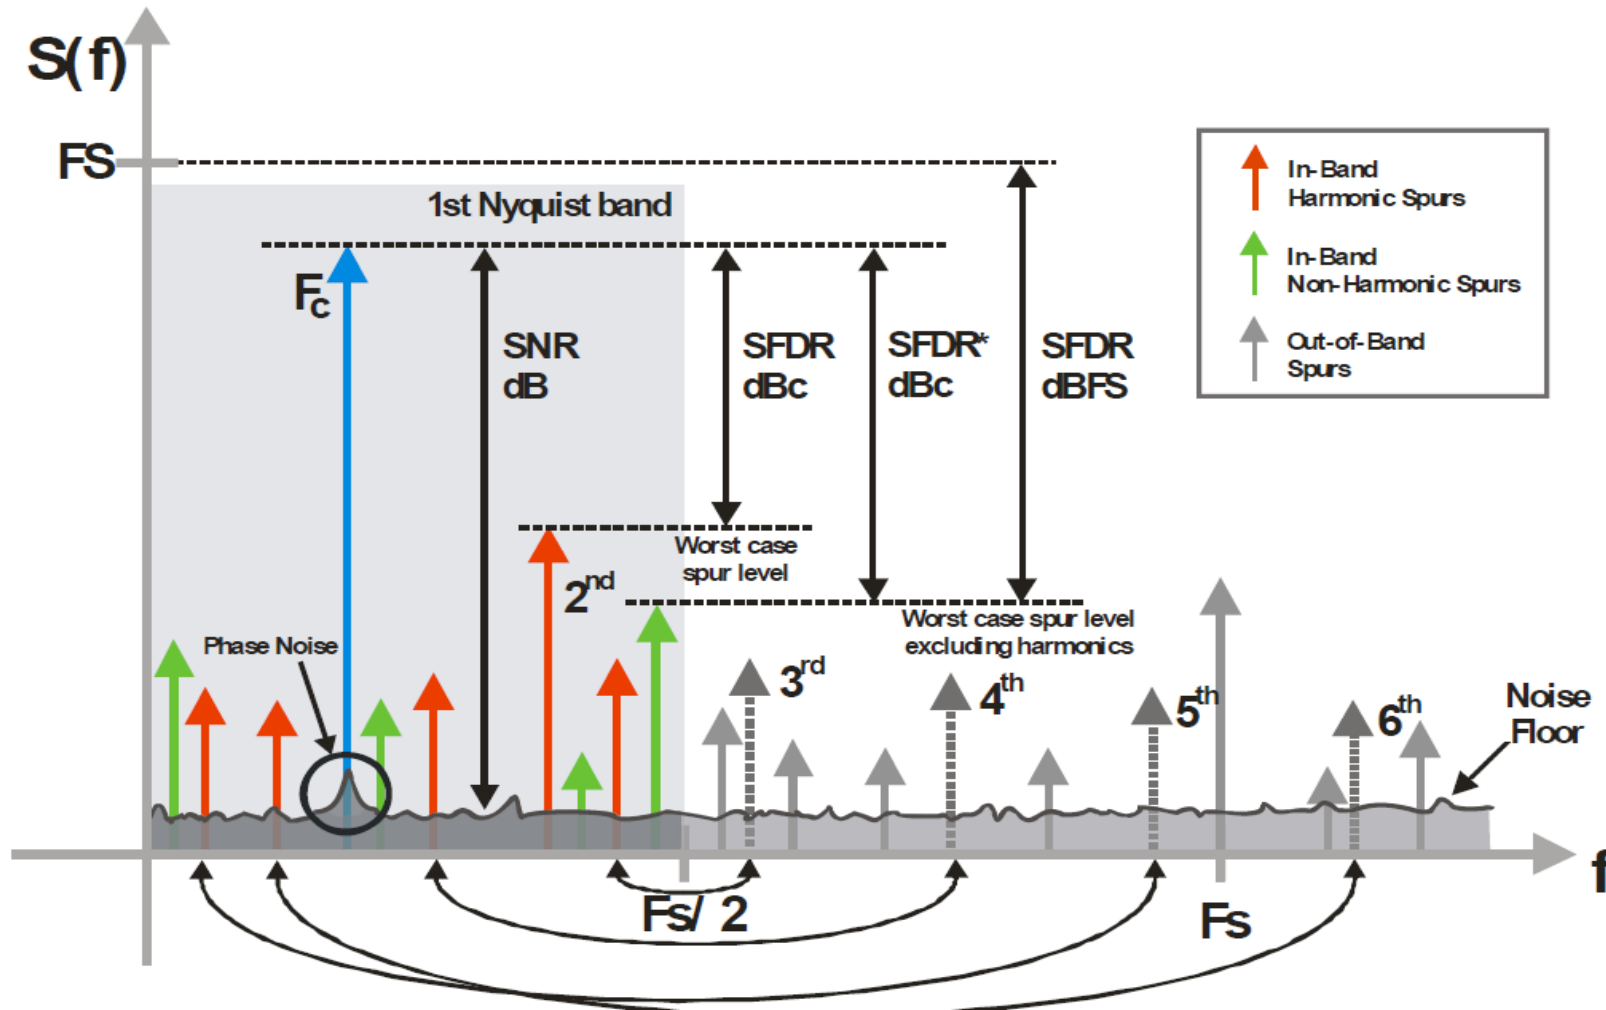 S(f)
FS
1st Nyquist band
Fc
SNR
dB
SFDR
dBc
SFDR*
dBc
SFDR
dBFS
In-Band
Harmonic Spurs
In-Band
Non-Harmonic Spurs
Out-of-Band
Spurs
Worst case
spur level
2nd
Worst case spur level
excluding harmonics
Phase Noise
3rd
4th
5th
6th
Noise
Floor
f
Fs/ 2
Fs